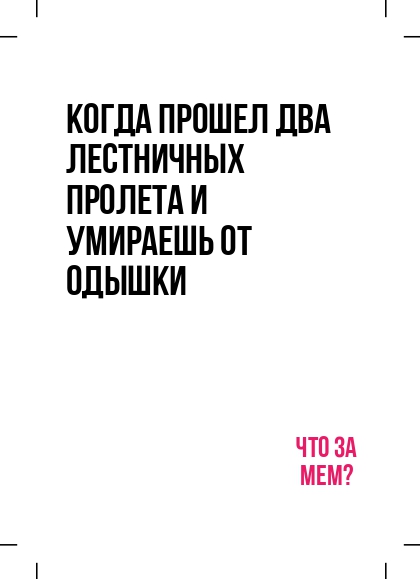 КОГДА ПРОШЕЛ ДВА
ЛЕСТНИЧНЫХ
ПРОЛЕТА И
УМИРАЕШЬ ОТ
ОДЫШКИ
ЧТО ЗА
МЕМ?